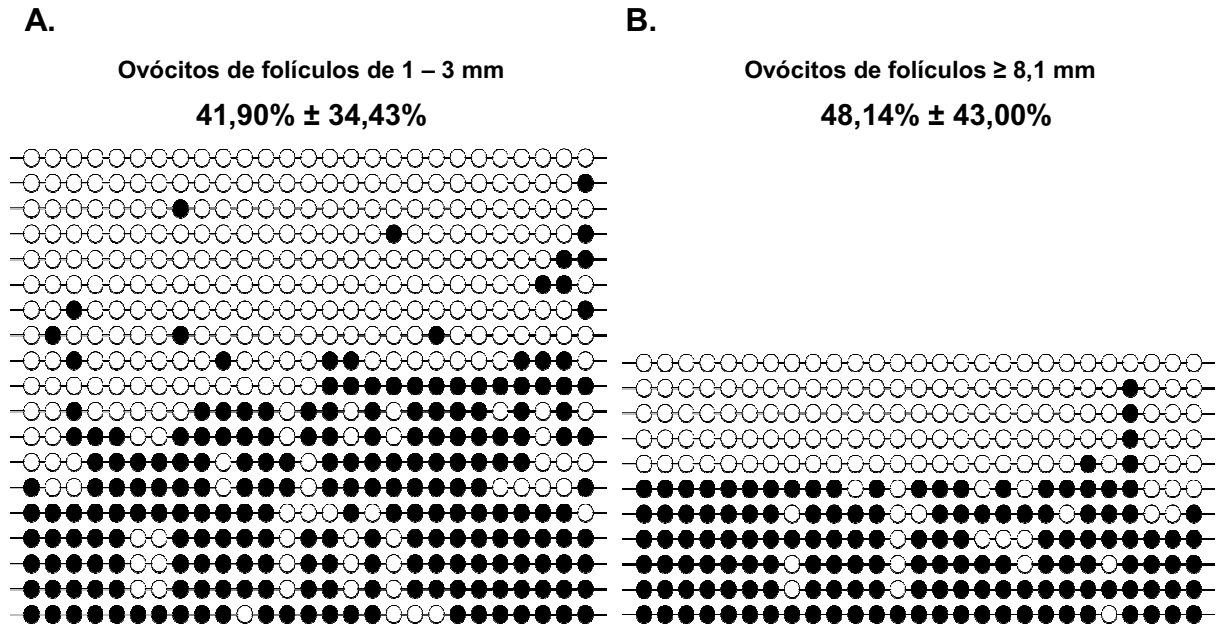 A.
Ovócitos de folículos de 1 – 3 mm
41,90% ± 34,43%
B.
Ovócitos de folículos ≥ 8,1 mm
48,14% ± 43,00%